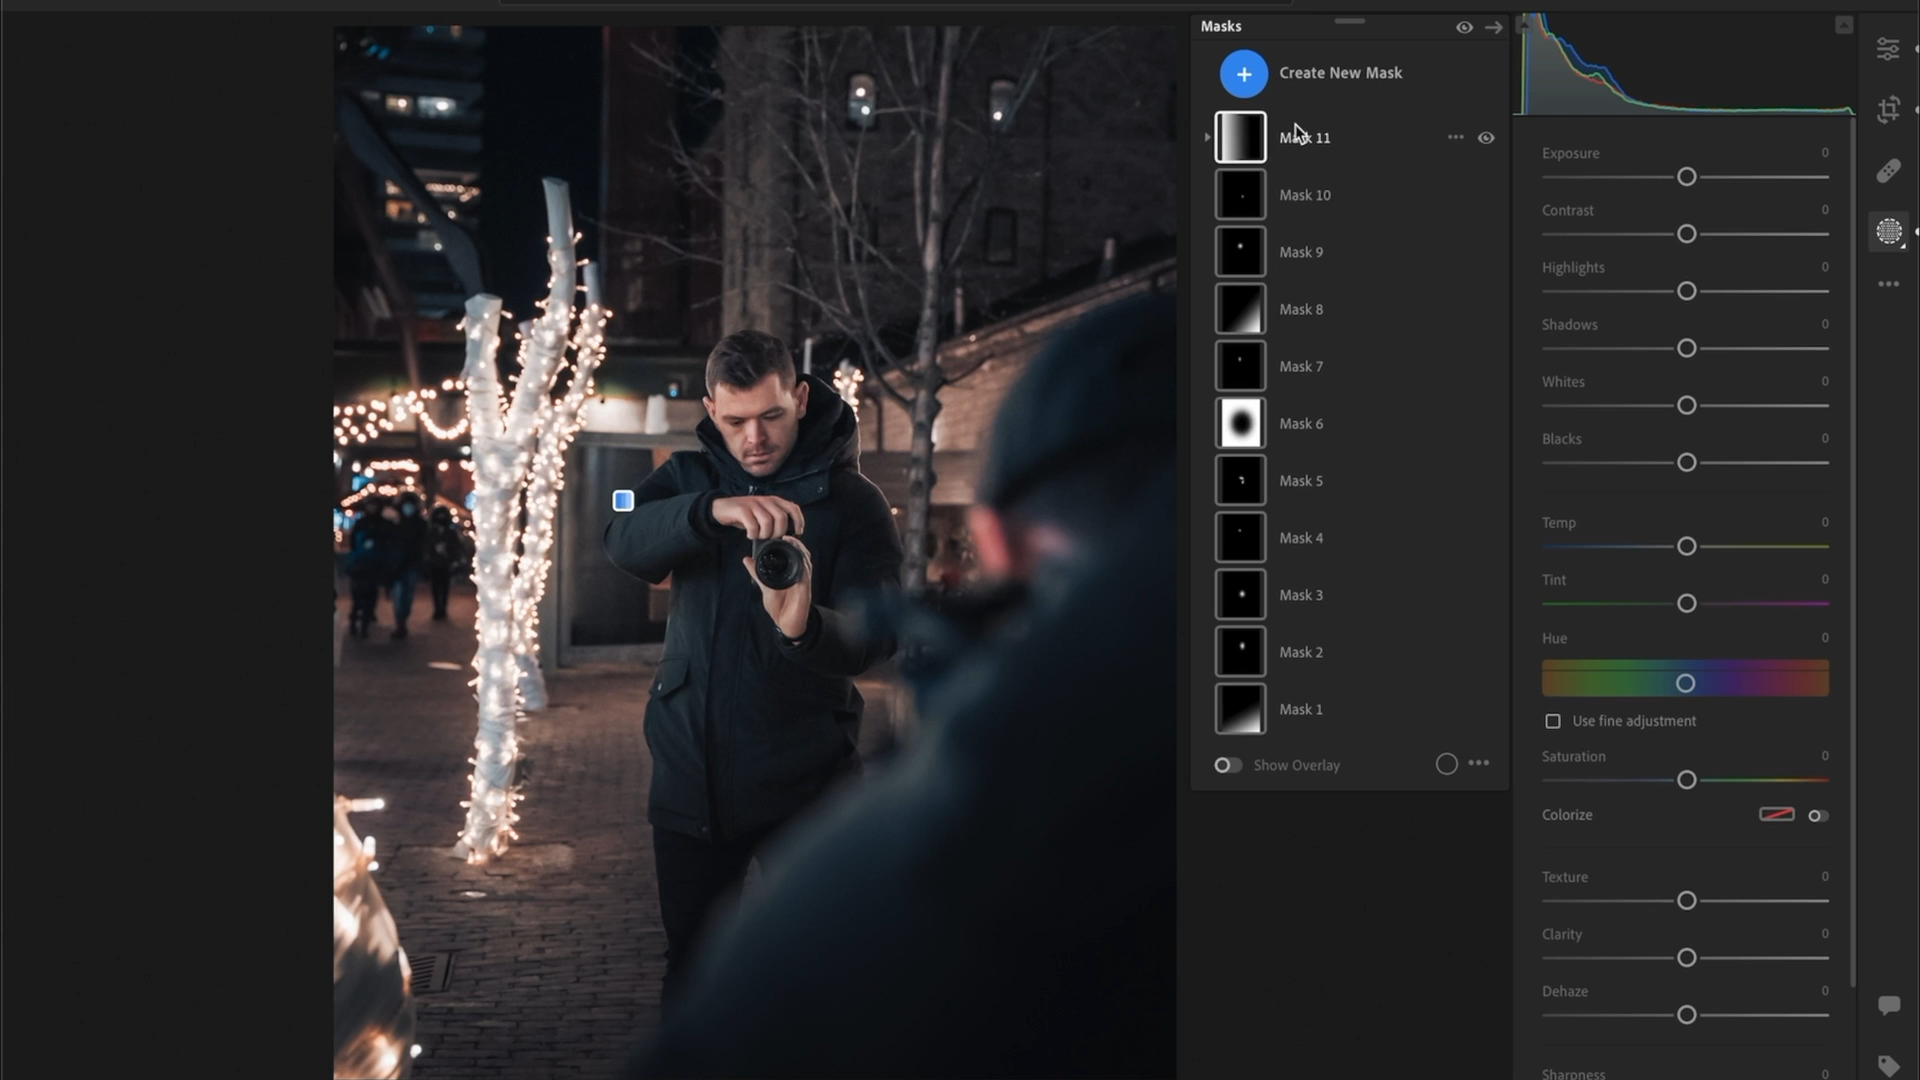 Masks
Create New Mask
Mask 11
Mask 10
Mask 9
Mask 8
Mask 7
Mask 6
Mask 5
Mask 4
Mask 3
Mask 2
Mask 1
Show Overlay
Exposure 0
Contrast 0
Highlights 0
Shadows 0
Whites 0
Blacks 0
Temp 0
Tint 0
Hue 0
Use fine adjustment
Saturation 0
Colorize
Texture 0
Clarity 0
Dehaze 0
Sharpness